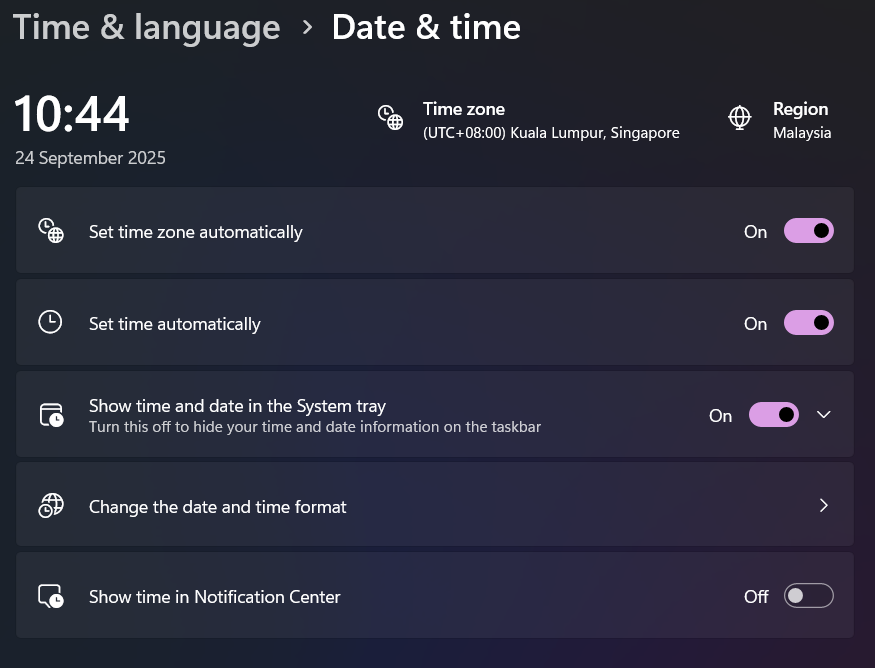 Time & language > Date & time
10:44
24 September 2025
Time zone
(UTC+08:00) Kuala Lumpur, Singapore
Region
Malaysia
Set time zone automatically
On
Set time automatically
On
Show time and date in the System tray
Turn this off to hide your time and date information on the taskbar
On
Change the date and time format
Show time in Notification Center
Off